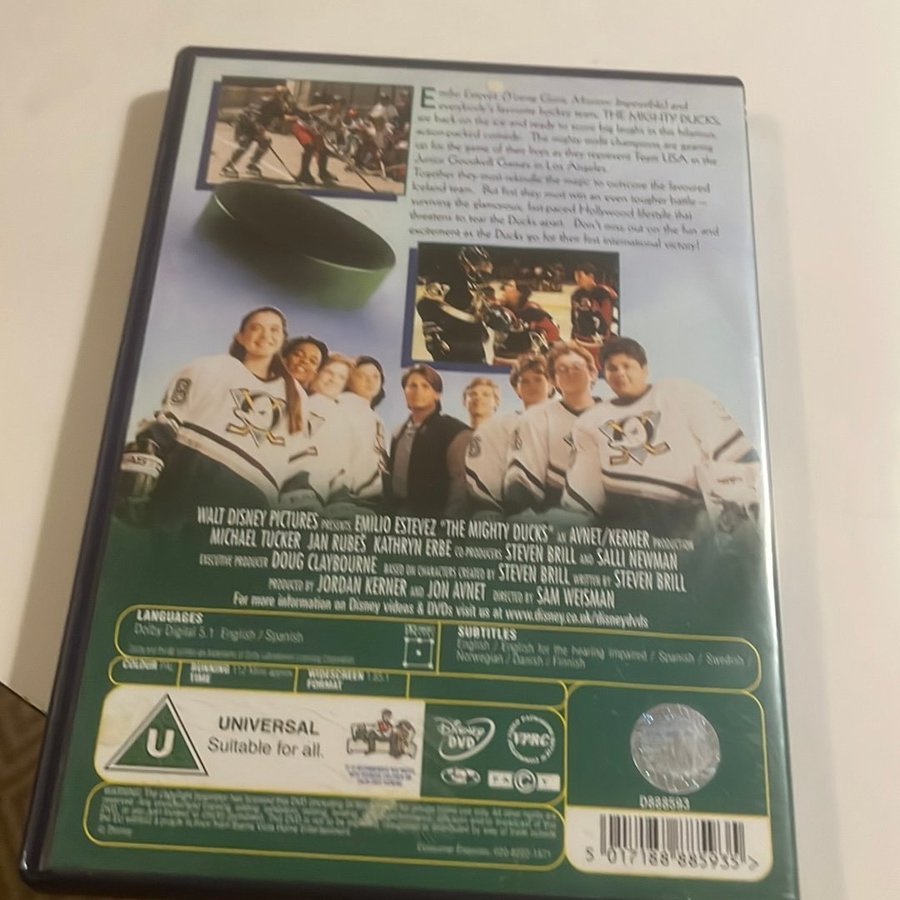 Emilio Estevez (Young Guns, Mission: Impossible) and
everybody's favourite hockey team, THE MIGHTY DUCKS,
are back on the ice and ready to score big laughs in this hilarious,
action-packed comedy. The mighty misfit champions are gearing
up for the game of their lives as they represent Team USA in the
Junior Goodwill Games in Los Angeles.
Together they must rekindle the magic to outscore the favoured
Iceland team. But first they must win an even tougher battle –
surviving the glamorous, fast-paced Hollywood lifestyle that
threatens to tear the Ducks apart. Don't miss out on the fun and
excitement as the Ducks go for their first international victory!
WALT DISNEY PICTURES PRESENTS EMILIO ESTEVEZ "THE MIGHTY DUCKS" AN AVNET/KERNER PRODUCTION
MICHAEL TUCKER JAN RUBES KATHRYN ERBE CO-PRODUCERS STEVEN BRILL AND SALLI NEWMAN
EXECUTIVE PRODUCER DOUG CLAYBOURNE BASED ON CHARACTERS CREATED BY STEVEN BRILL WRITTEN BY STEVEN BRILL
PRODUCED BY JORDAN KERNER AND JON AVNET DIRECTED BY SAM WEISMAN
For more information on Disney videos & DVDs visit us at www.disney.co.uk/disneydvds
LANGUAGES
Dolby Digital 5.1 English / Spanish
SUBTITLES
English / English for the hearing impaired / Spanish / Swedish /
Norwegian / Danish / Finnish
COLOUR PAL
RUNNING TIME
WIDESCREEN 1.85:1
FORMAT
U
UNIVERSAL
Suitable for all.
Disney
DVD
VPRC
D888593
5 017188 885935 >
© Disney